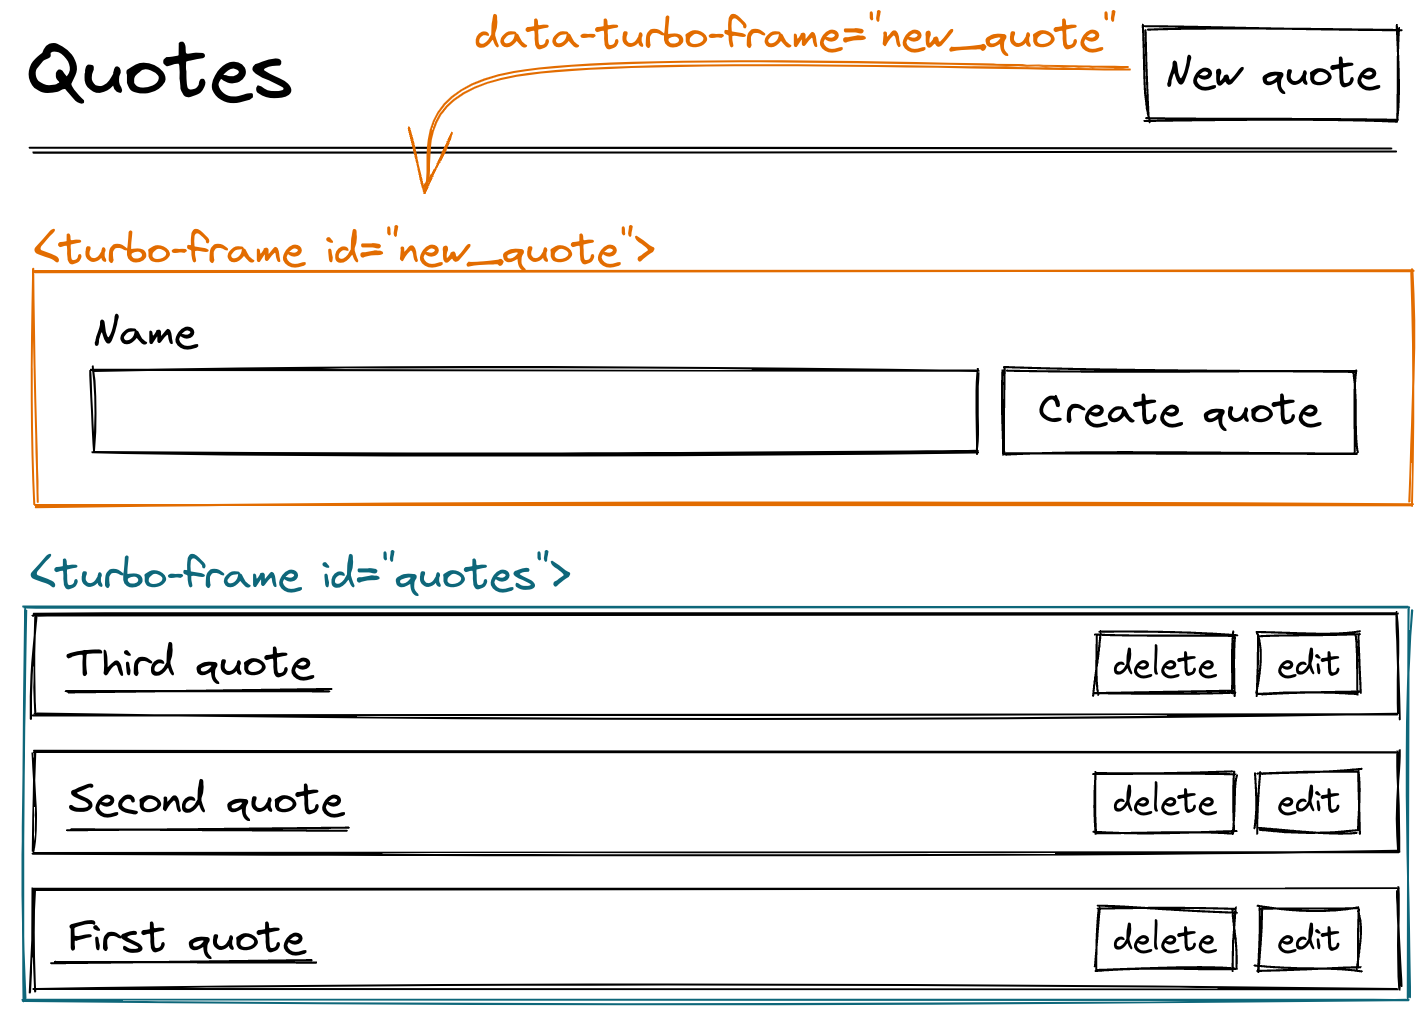 Quotes
data-turbo-frame="new_quote"
New quote
<turbo-frame id="new_quote">
Name
Create quote
<turbo-frame id="quotes">
Third quote delete edit
Second quote delete edit
First quote delete edit